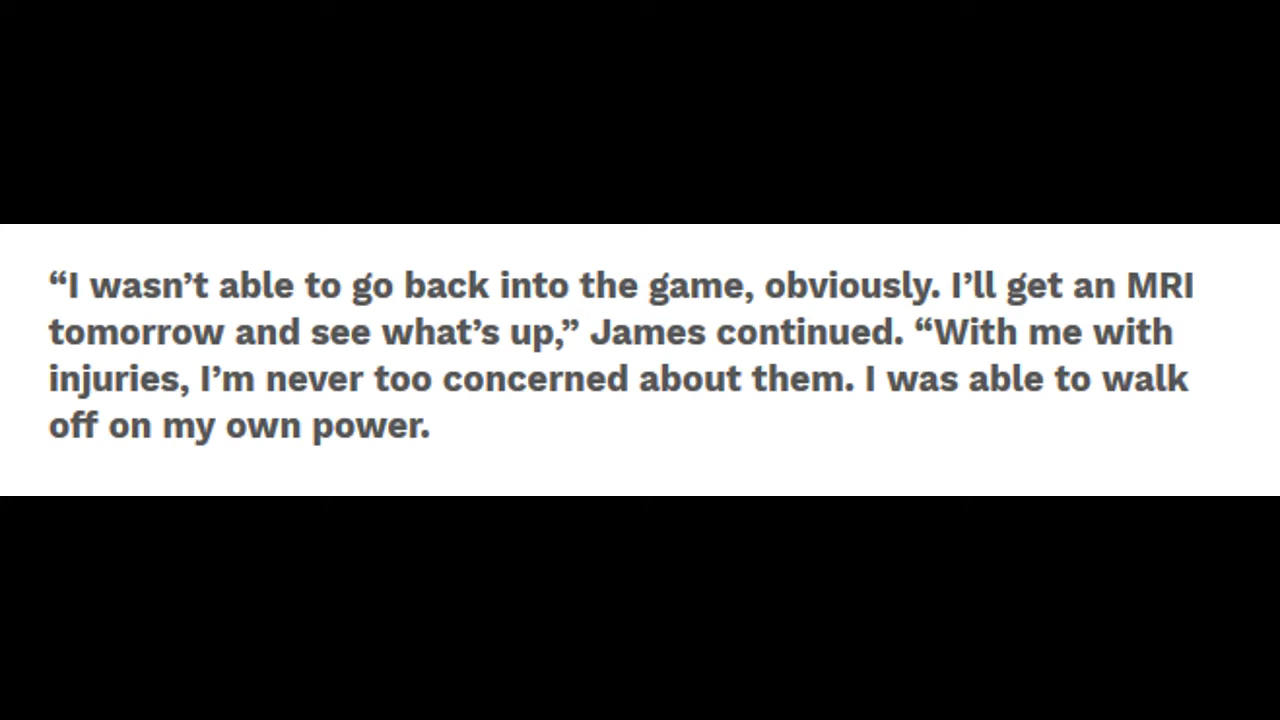 “I wasn’t able to go back into the game, obviously. I’ll get an MRI
tomorrow and see what’s up,” James continued. “With me with
injuries, I’m never too concerned about them. I was able to walk
off on my own power.